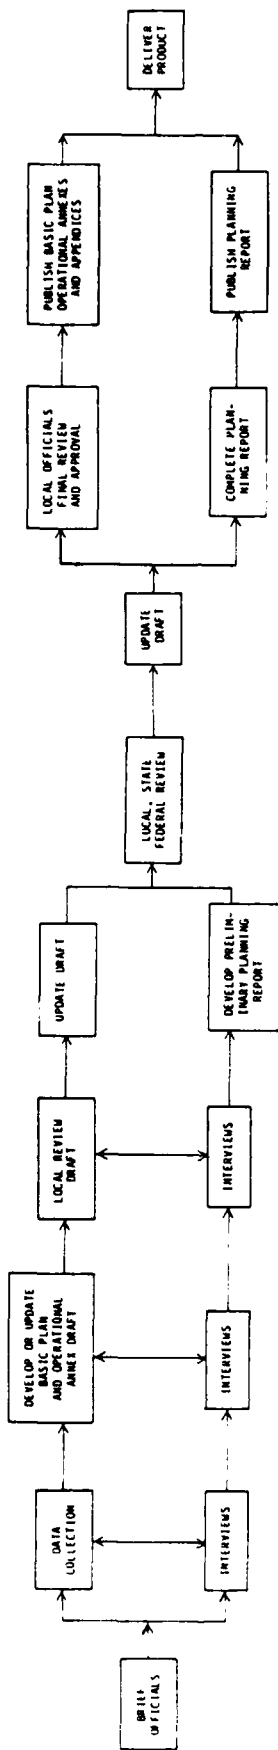 BRIEF
OFFICIALS
DATA
COLLECTION
INTERVIEWS
DEVELOP OR UPDATE
BASIC PLAN
AND OPERATIONAL
ANNEX DRAFT
INTERVIEWS
LOCAL REVIEW
DRAFT
INTERVIEWS
UPDATE DRAFT
DEVELOP PRELIM-
INARY PLANNING
REPORT
LOCAL, STATE
FEDERAL REVIEW
UPDATE
DRAFT
LOCAL OFFICIALS
FINAL REVIEW
AND APPROVAL
COMPLETE PLAN-
NING REPORT
PUBLISH BASIC PLAN
OPERATIONAL ANNEXES
AND APPENDICES
PUBLISH PLANNING
REPORT
DELIVER
PRODUCT